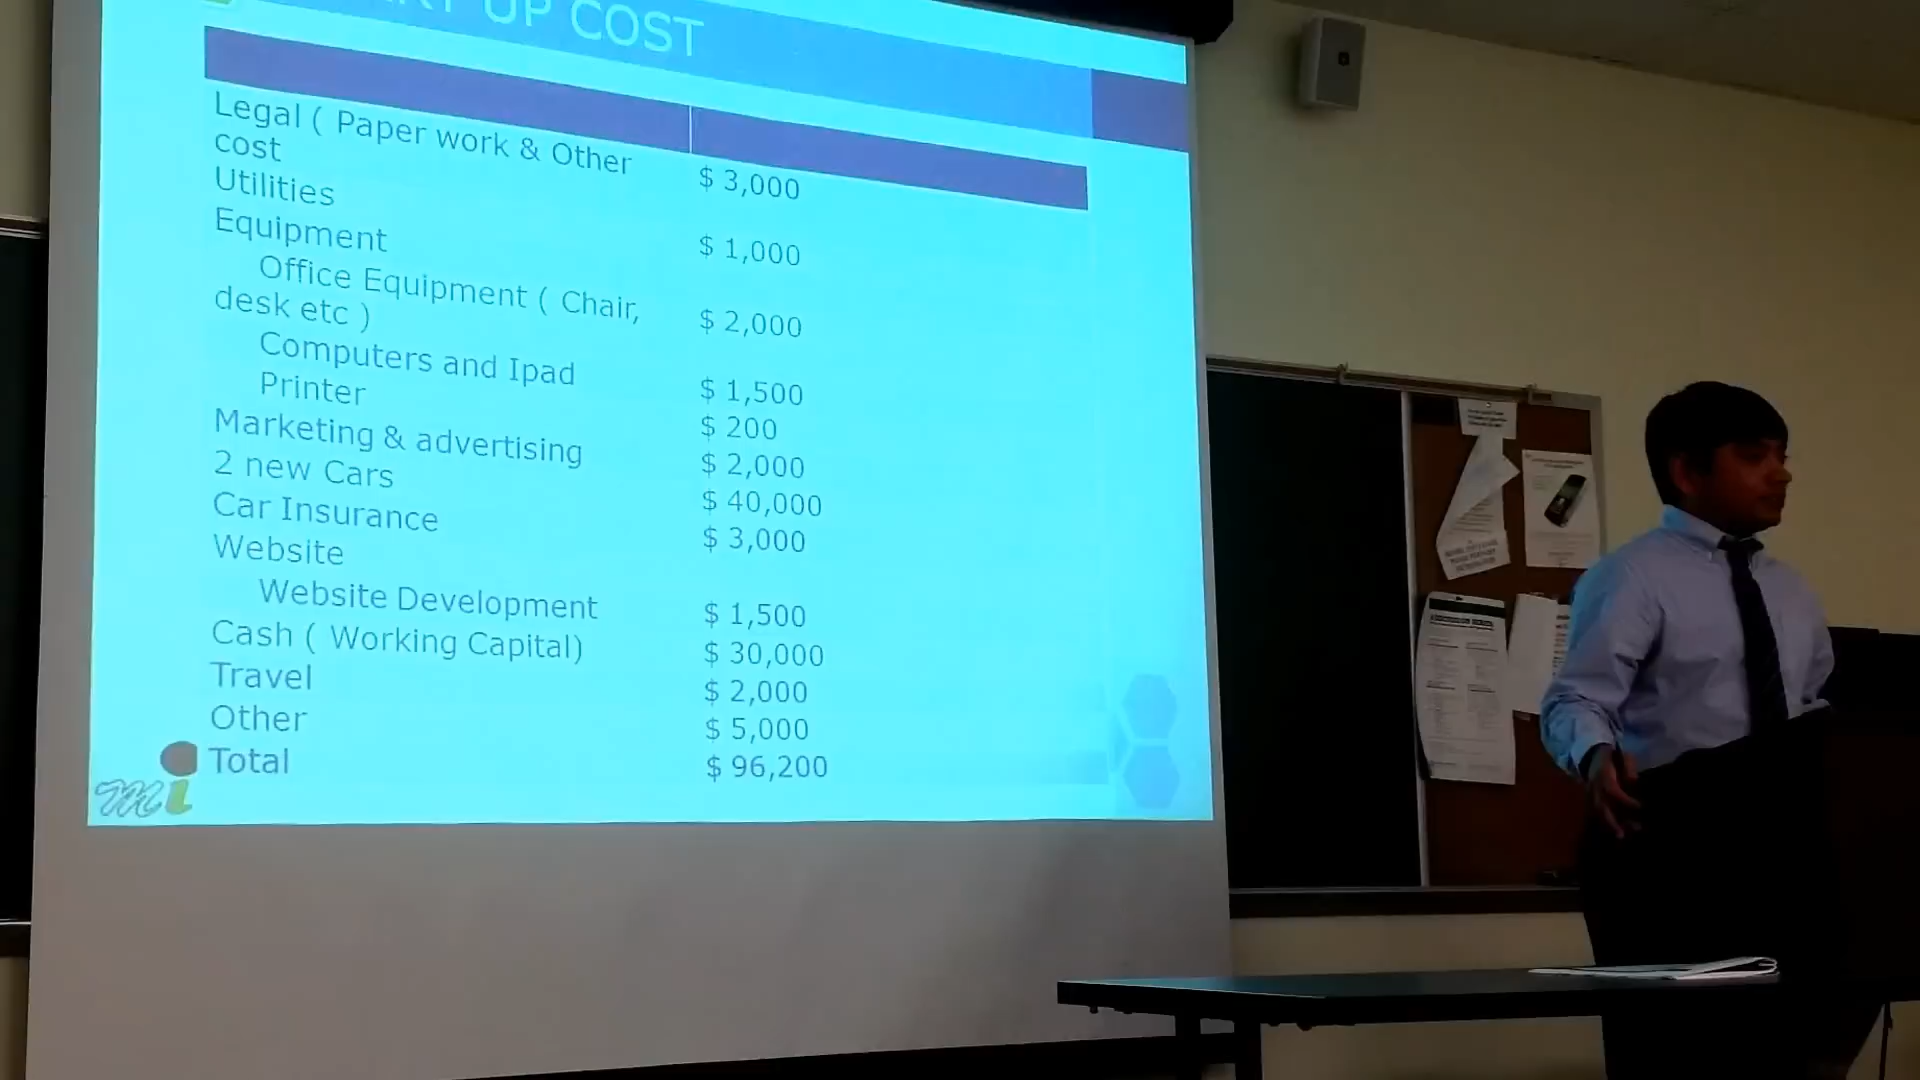 UP COST
Legal ( Paper work & Other
cost
$ 3,000
Utilities
$ 1,000
Equipment
Office Equipment ( Chair,
desk etc )
$ 2,000
Computers and Ipad
$ 1,500
Printer
$ 200
Marketing & advertising
$ 2,000
2 new Cars
$ 40,000
Car Insurance
$ 3,000
Website
Website Development
$ 1,500
Cash ( Working Capital)
$ 30,000
Travel
$ 2,000
Other
$ 5,000
Total
$ 96,200
mi